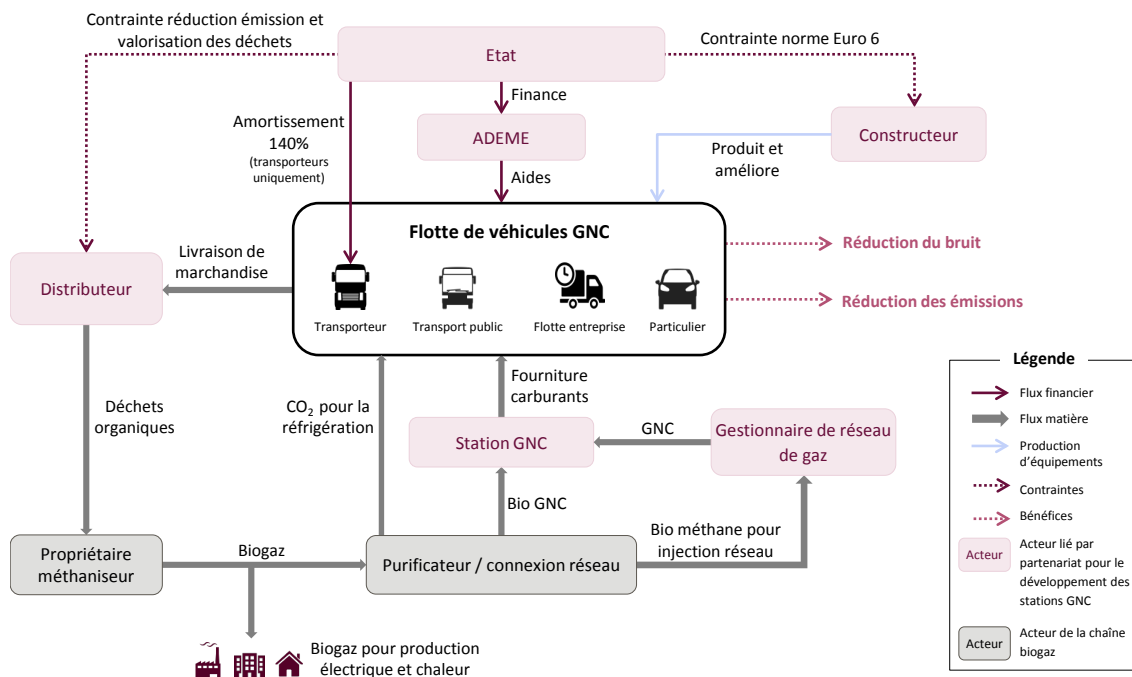 Contrainte réduction émission et
valorisation des déchets
Etat
Contrainte norme Euro 6
Finance
Amortissement
140%
(transporteurs
uniquement)
ADEME
Constructeur
Produit et
améliore
Aides
Flotte de véhicules GNC
Réduction du bruit
Livraison de
marchandise
Distributeur
Réduction des émissions
Transporteur
Transport public
Flotte entreprise
Particulier
Fourniture
carburants
Déchets
organiques
CO₂ pour la
réfrigération
Station GNC
GNC
Gestionnaire de réseau
de gaz
Bio GNC
Bio méthane pour
injection réseau
Propriétaire
méthaniseur
Biogaz
Purificateur / connexion réseau
Biogaz pour production
électrique et chaleur
Légende
Flux financier
Flux matière
Production
d'équipements
Contraintes
Bénéfices
Acteur
Acteur lié par
partenariat pour le
développement des
stations GNC
Acteur
Acteur de la chaîne
biogaz